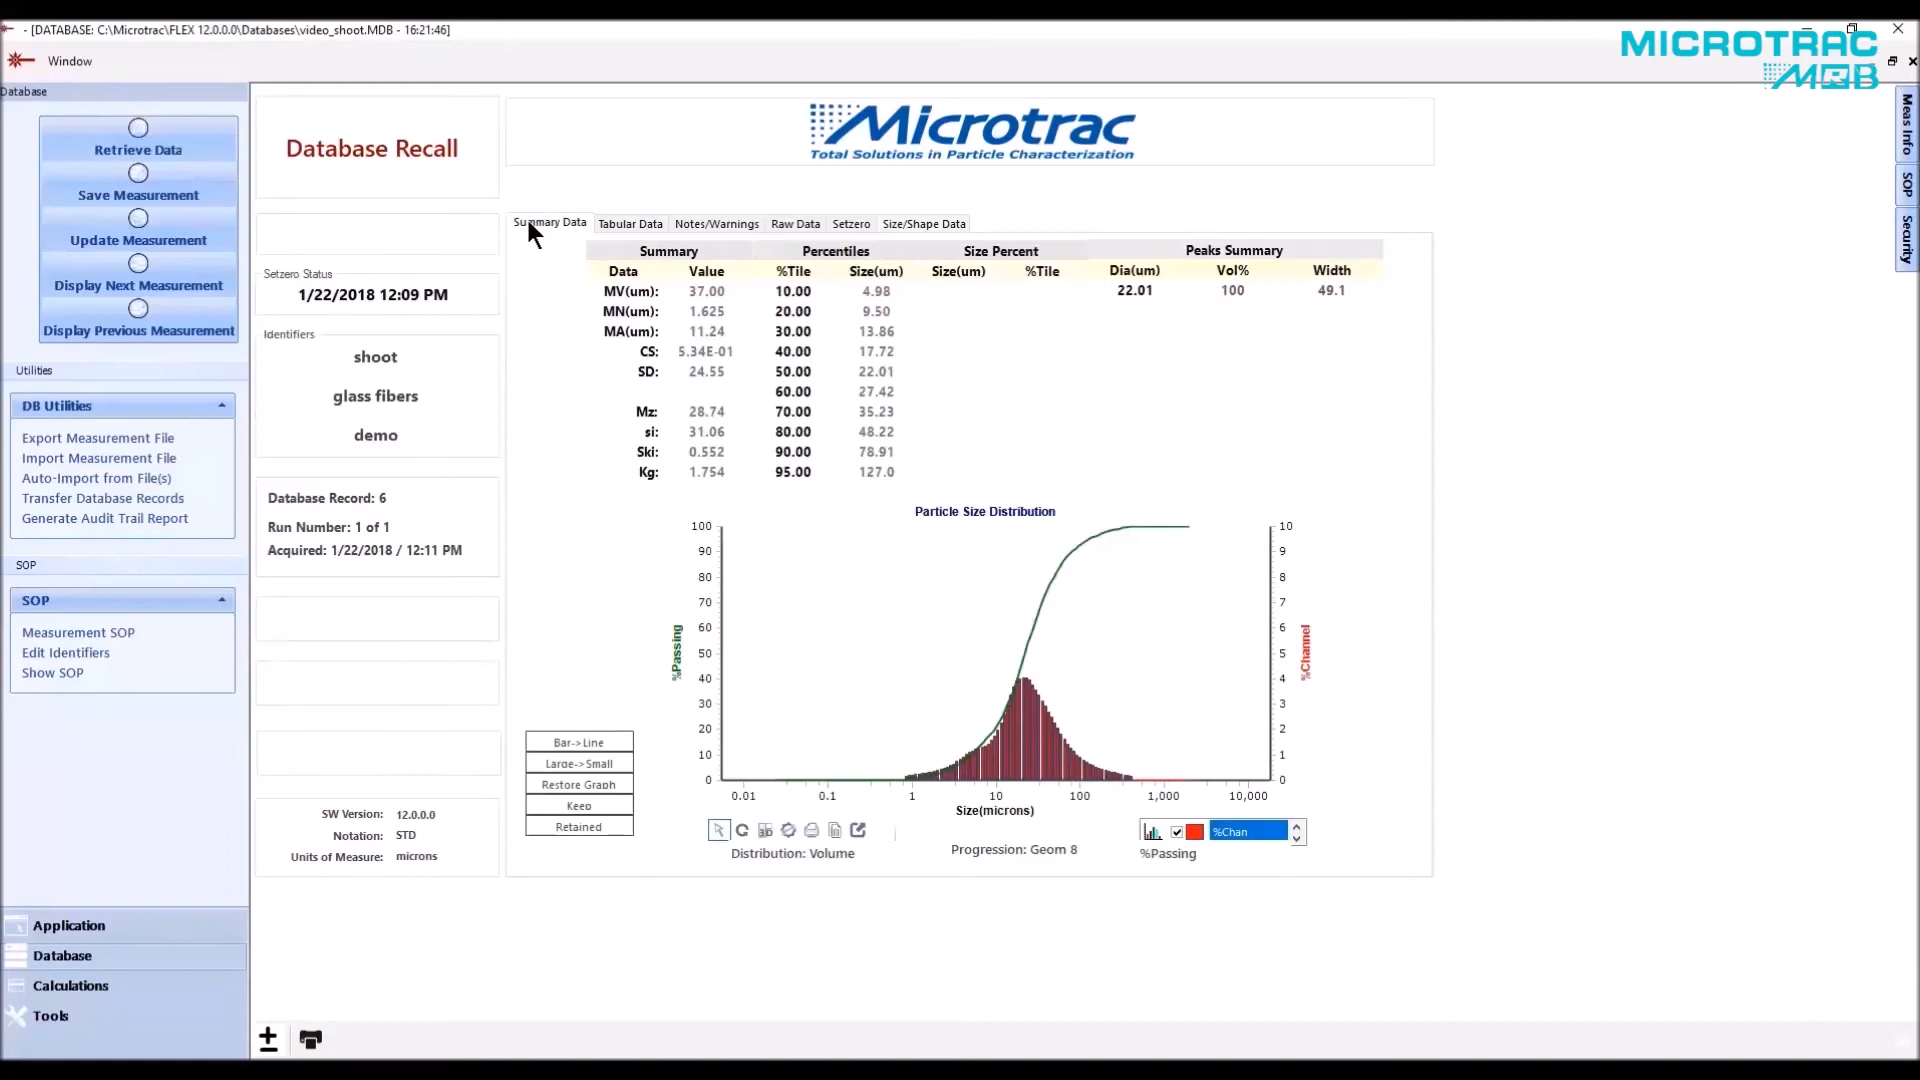 - [DATABASE: C:\Microtrac\FLEX 12.0.0.0\Databases\video_shoot.MDB - 16:21:46]
MICROTRAC
MRB
Window
Database
Retrieve Data
Save Measurement
Update Measurement
Display Next Measurement
Display Previous Measurement
Utilities
DB Utilities
Export Measurement File
Import Measurement File
Auto-Import from File(s)
Transfer Database Records
Generate Audit Trail Report
SOP
SOP
Measurement SOP
Edit Identifiers
Show SOP
Application
Database
Calculations
Tools
Database Recall
Setzero Status
1/22/2018 12:09 PM
Identifiers
shoot
glass fibers
demo
Database Record: 6
Run Number: 1 of 1
Acquired: 1/22/2018 / 12:11 PM
SW Version: 12.0.0.0
Notation: STD
Units of Measure: microns
Microtrac
Total Solutions in Particle Characterization
Summary Data Tabular Data Notes/Warnings Raw Data Setzero Size/Shape Data
Summary Percentiles Size Percent Peaks Summary
Data Value %Tile Size(um) Size(um) %Tile Dia(um) Vol% Width
MV(um): 37.00 10.00 4.98 22.01 100 49.1
MN(um): 1.625 20.00 9.50
MA(um): 11.24 30.00 13.86
CS: 5.34E-01 40.00 17.72
SD: 24.55 50.00 22.01
60.00 27.42
Mz: 28.74 70.00 35.23
si: 31.06 80.00 48.22
Ski: 0.552 90.00 78.91
Kg: 1.754 95.00 127.0
Particle Size Distribution
100 10
90 9
80 8
70 7
60 6
50 5
40 4
30 3
20 2
10 1
0 0
%Passing
%Channel
0.01 0.1 1 10 100 1,000 10,000
Size(microns)
Bar->Line
Large->Small
Restore Graph
Keep
Retained
3D
%Chan
Distribution: Volume Progression: Geom 8 %Passing
Meas Info
SOP
Security